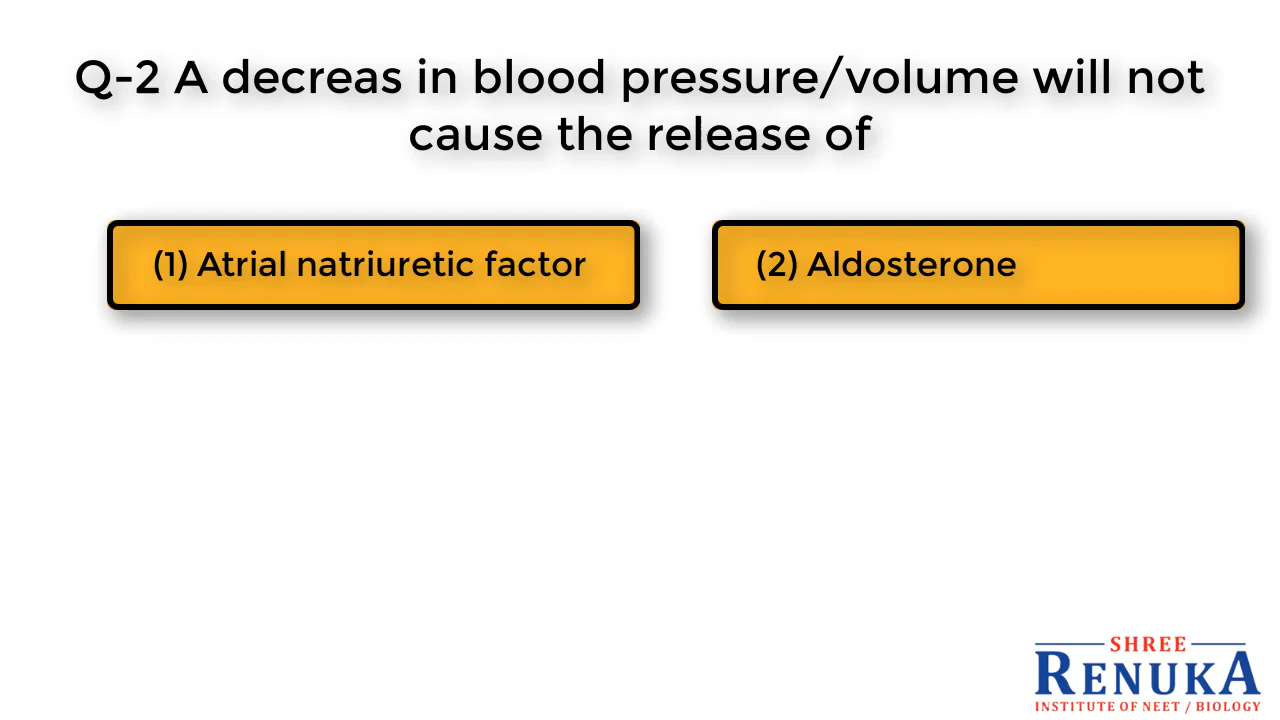 Q-2 A decreas in blood pressure/volume will not
cause the release of
(1) Atrial natriuretic factor
(2) Aldosterone
SHREE
RENUKA
INSTITUTE OF NEET / BIOLOGY